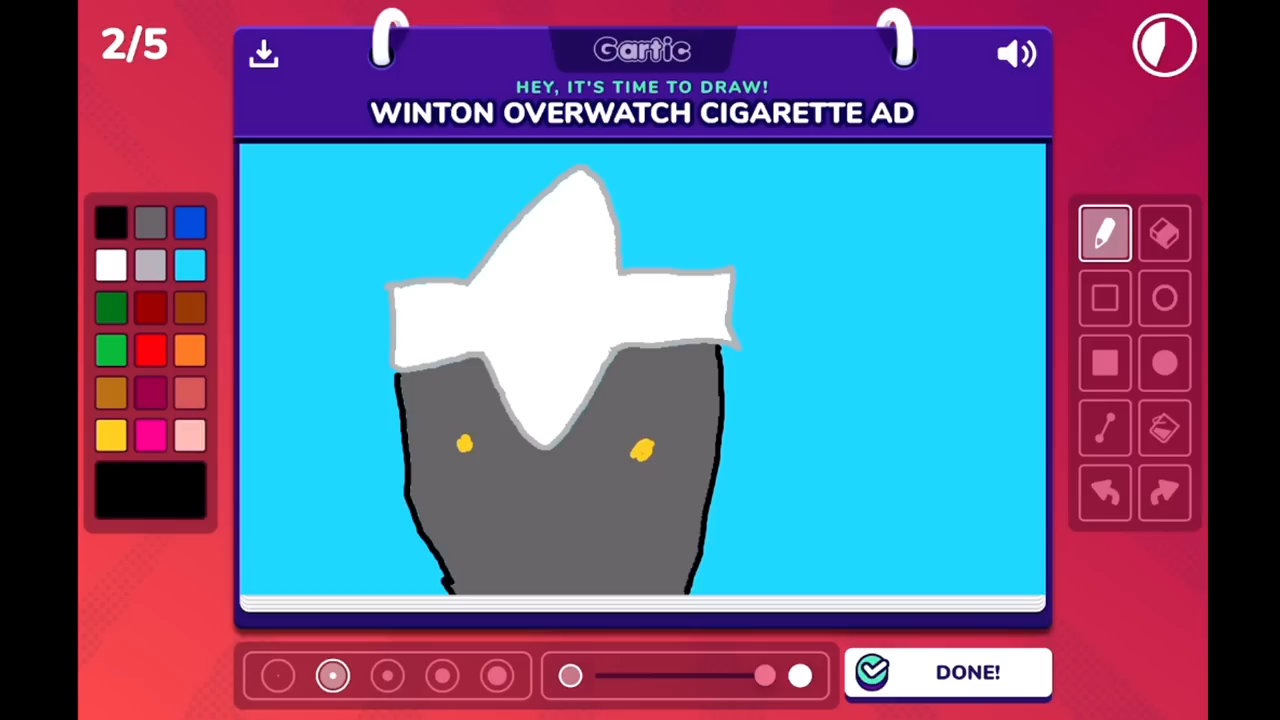 2/5
Gartic
HEY, IT'S TIME TO DRAW!
WINTON OVERWATCH CIGARETTE AD
DONE!